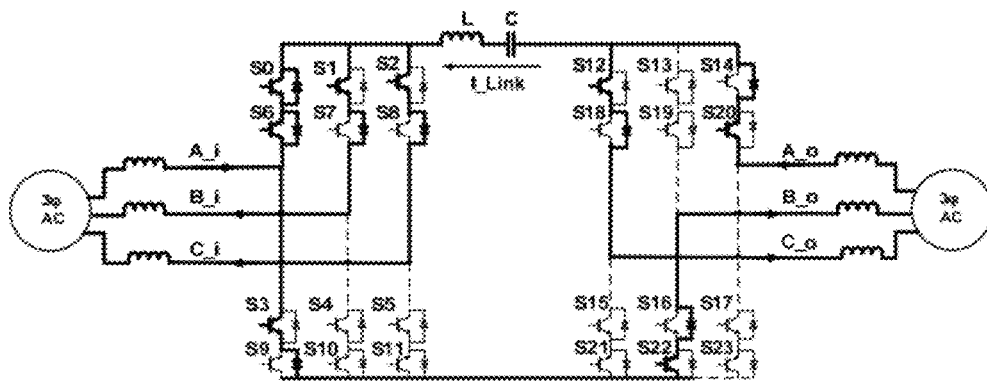 L C
S0 S1 S2 S12 S13 S14
I_Link
S6 S7 S8 S18 S19 S20
A_i A_o
3φ AC B_i B_o 3φ AC
C_i C_o
S3 S4 S5 S15 S16 S17
S9 S10 S11 S21 S22 S23